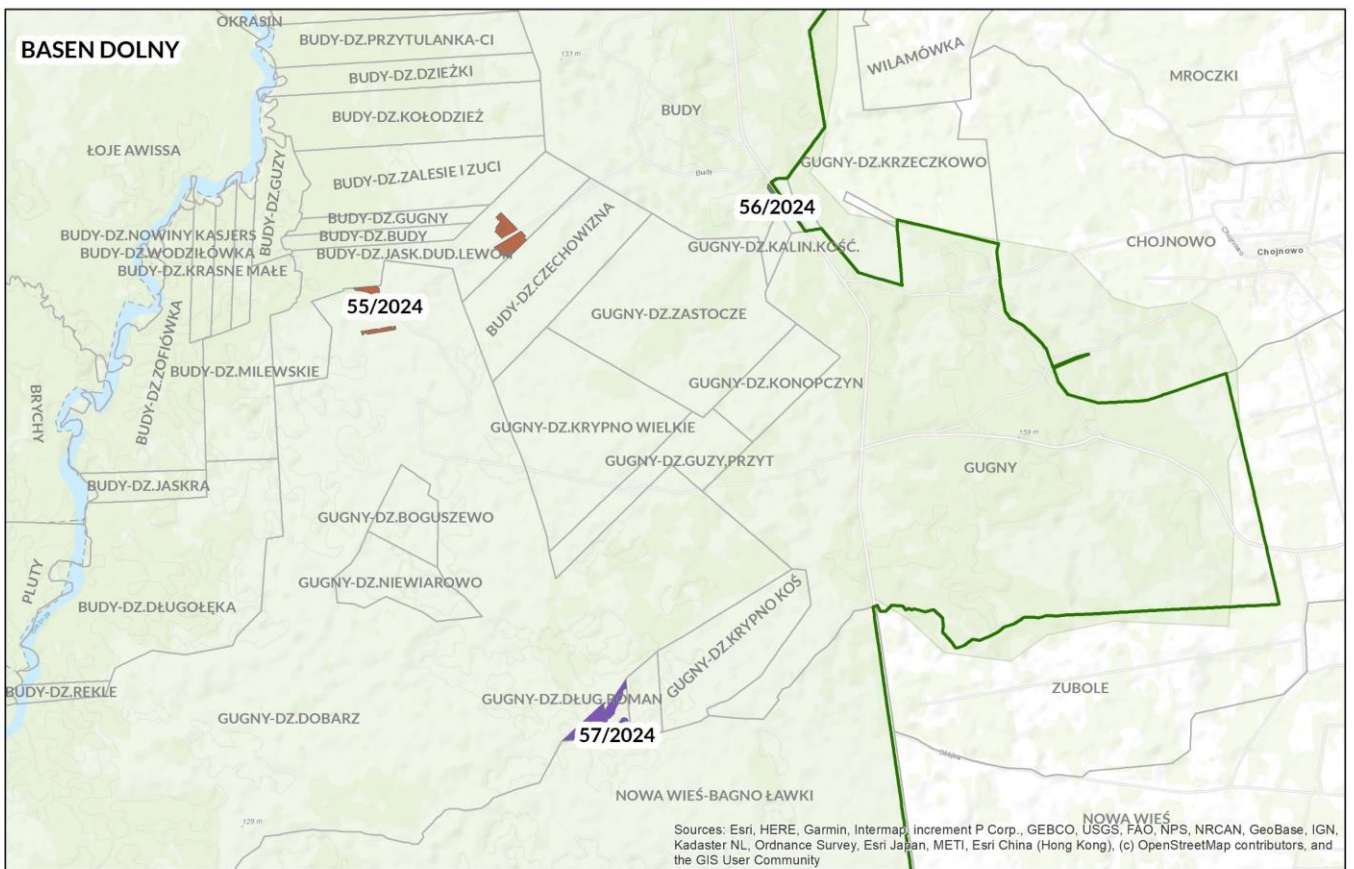 OKRASIN
BASEN DOLNY
BUDY-DZ.PRZYTULANKA-CI
133 m
WILAMÓWKA
MROCZKI
BUDY-DZ.DZIEŻKI
BUDY
BUDY-DZ.KOŁODZIEŻ
ŁOJE AWISSA
BUDY-DZ.GUZY
BUDY-DZ.ZALESIE I ZUCI
Budy
GUGNY-DZ.KRZECZKOWO
56/2024
BUDY-DZ.GUGNY
BUDY-DZ.NOWINY KASJERS
BUDY-DZ.BUDY
BUDY-DZ.WODZIŁÓWKA
BUDY-DZ.JASK.DUD.LEWOK
GUGNY-DZ.KALIN.KOŚĆ.
CHOJNOWO
Chojnowo
Chojnowo
BUDY-DZ.KRASNE MAŁE
BUDY-DZ.CZECHOWIZNA
55/2024
GUGNY-DZ.ZASTOCZE
BUDY-DZ.ZOFIÓWKA
BUDY-DZ.MILEWSKIE
GUGNY-DZ.KONOPCZYN
BRYCHY
GUGNY-DZ.KRYPNO WIELKIE
159 m
GUGNY-DZ.GUZY,PRZYT
GUGNY
BUDY-DZ.JASKRA
GUGNY-DZ.BOGUSZEWO
PLUTY
GUGNY-DZ.NIEWIAROWO
BUDY-DZ.DŁUGOŁĘKA
Biebrza
GUGNY-DZ.KRYPNO KOŚ
BUDY-DZ.REKLE
GUGNY-DZ.DŁUG.ROMAN
ZUBOLE
GUGNY-DZ.DOBARZ
57/2024
NOWA WIEŚ-BAGNO ŁAWKI
129 m
NOWA WIEŚ
Sources: Esri, HERE, Garmin, Intermap, increment P Corp., GEBCO, USGS, FAO, NPS, NRCAN, GeoBase, IGN,
Kadaster NL, Ordnance Survey, Esri Japan, METI, Esri China (Hong Kong), (c) OpenStreetMap contributors, and
the GIS User Community